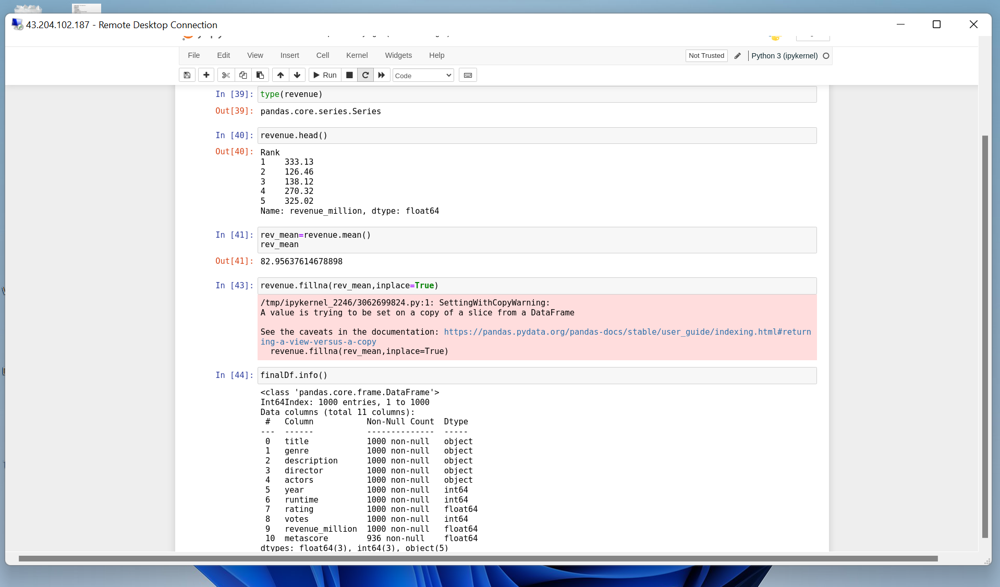 43.204.102.187 - Remote Desktop Connection
File Edit View Insert Cell Kernel Widgets Help
Not Trusted Python 3 (ipykernel)
Run Code
In [39]: type(revenue)
Out[39]: pandas.core.series.Series
In [40]: revenue.head()
Out[40]: Rank
1 333.13
2 126.46
3 138.12
4 270.32
5 325.02
Name: revenue_million, dtype: float64
In [41]: rev_mean=revenue.mean()
rev_mean
Out[41]: 82.95637614678898
In [43]: revenue.fillna(rev_mean,inplace=True)
/tmp/ipykernel_2246/3062699824.py:1: SettingWithCopyWarning:
A value is trying to be set on a copy of a slice from a DataFrame
See the caveats in the documentation: https://pandas.pydata.org/pandas-docs/stable/user_guide/indexing.html#return
ing-a-view-versus-a-copy
revenue.fillna(rev_mean,inplace=True)
In [44]: finalDf.info()
<class 'pandas.core.frame.DataFrame'>
Int64Index: 1000 entries, 1 to 1000
Data columns (total 11 columns):
# Column Non-Null Count Dtype
--- ------ -------------- -----
0 title 1000 non-null object
1 genre 1000 non-null object
2 description 1000 non-null object
3 director 1000 non-null object
4 actors 1000 non-null object
5 year 1000 non-null int64
6 runtime 1000 non-null int64
7 rating 1000 non-null float64
8 votes 1000 non-null int64
9 revenue_million 1000 non-null float64
10 metascore 936 non-null float64
dtypes: float64(3), int64(3), object(5)